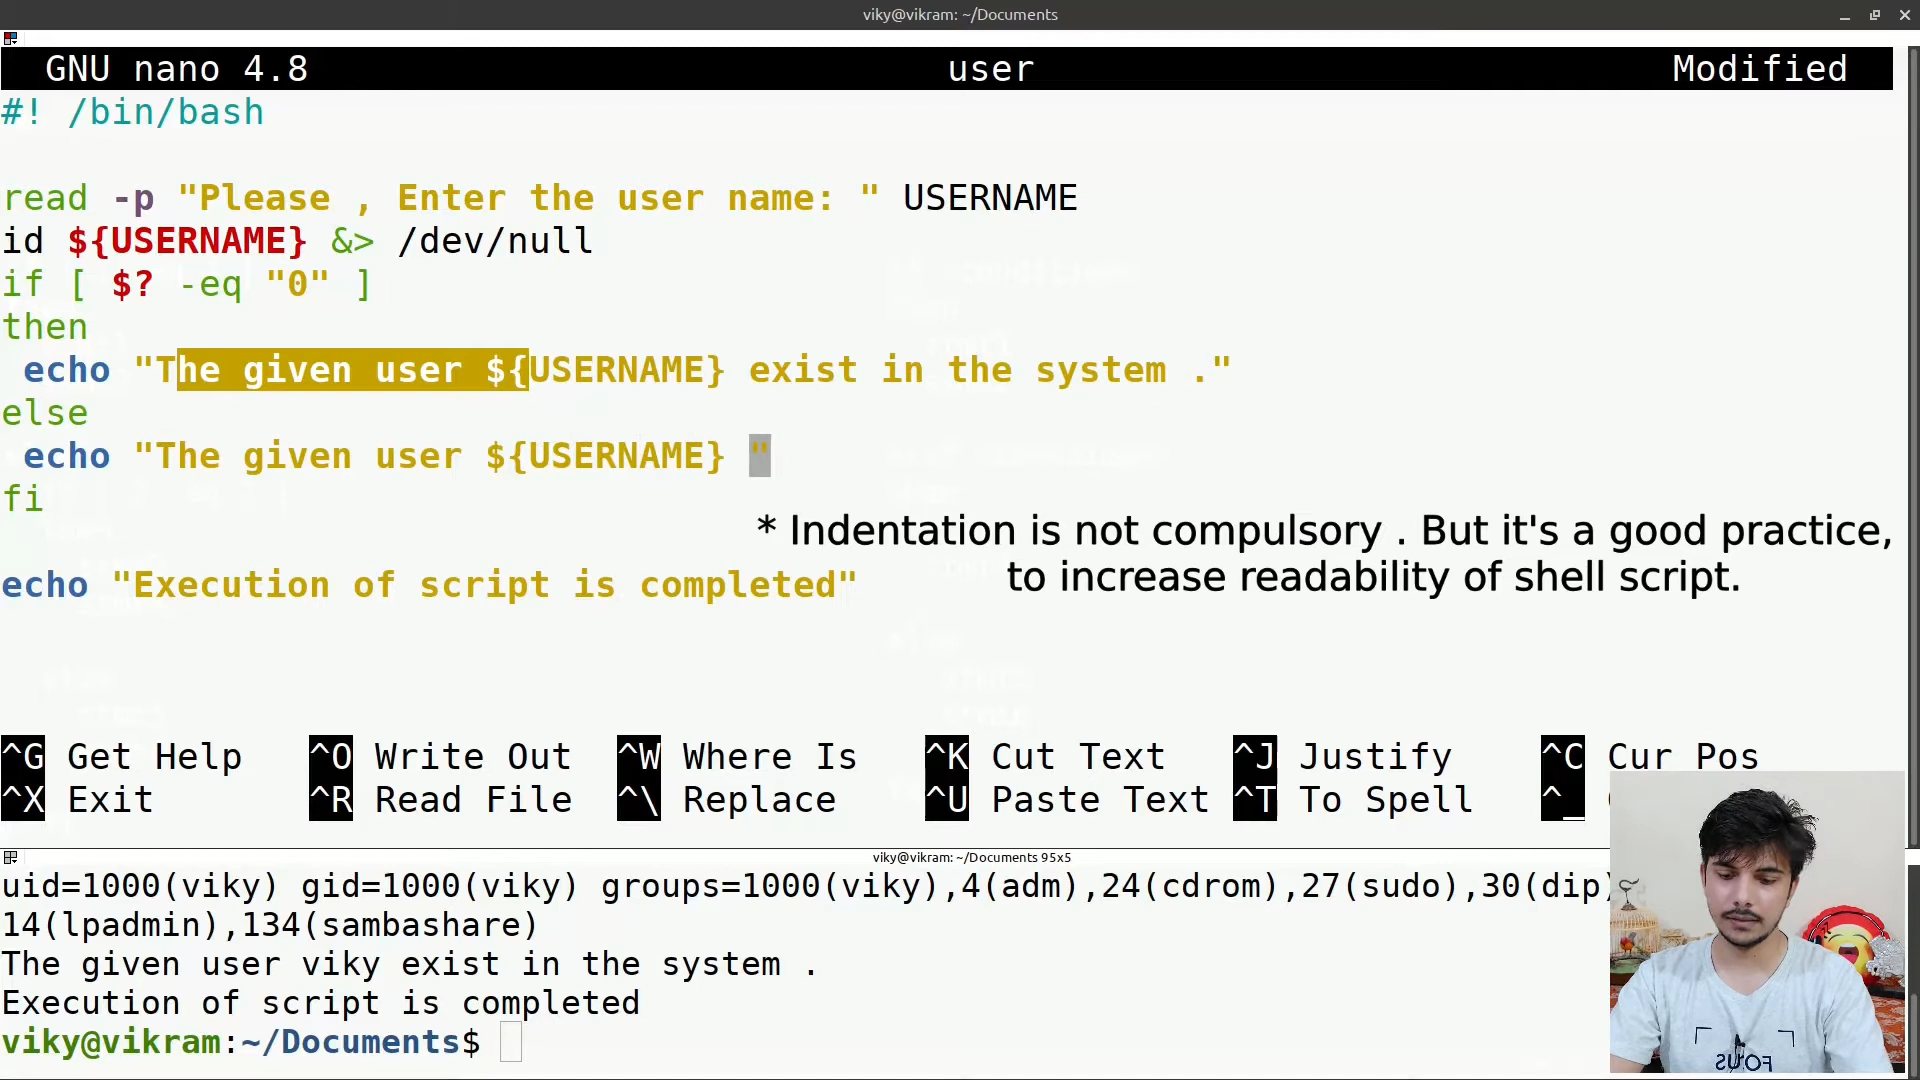 viky@vikram: ~/Documents
GNU nano 4.8 user Modified
#! /bin/bash
read -p "Please , Enter the user name: " USERNAME
id ${USERNAME} &> /dev/null
if [ $? -eq "0" ]
then
 echo "The given user ${USERNAME} exist in the system ."
else
 echo "The given user ${USERNAME} "
fi
* Indentation is not compulsory . But it's a good practice,
to increase readability of shell script.
echo "Execution of script is completed"
^G Get Help ^O Write Out ^W Where Is ^K Cut Text ^J Justify ^C Cur Pos
^X Exit ^R Read File ^\ Replace ^U Paste Text ^T To Spell ^_
viky@vikram: ~/Documents 95x5
uid=1000(viky) gid=1000(viky) groups=1000(viky),4(adm),24(cdrom),27(sudo),30(dip)
14(lpadmin),134(sambashare)
The given user viky exist in the system .
Execution of script is completed
viky@vikram:~/Documents$